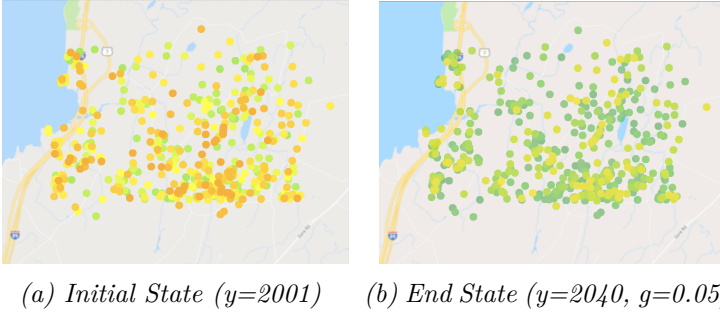 (a) Initial State (y=2001)
(b) End State (y=2040, g=0.05